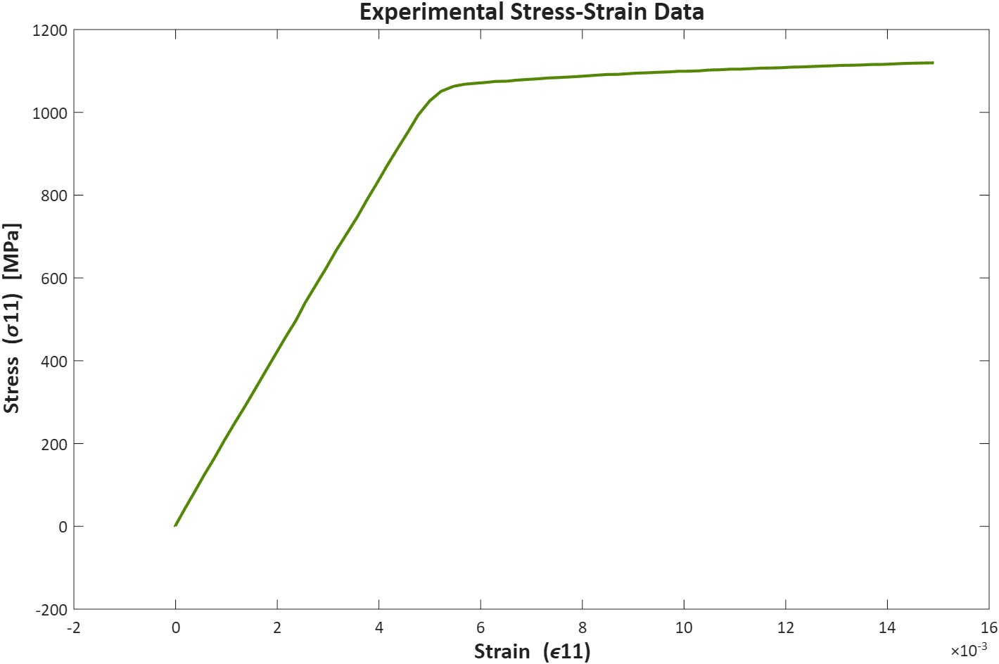 Experimental Stress-Strain Data
1200
1000
800
600
400
200
0
-200
Stress (σ11) [MPa]
-2 0 2 4 6 8 10 12 14 16
×10-3
Strain (ϵ11)